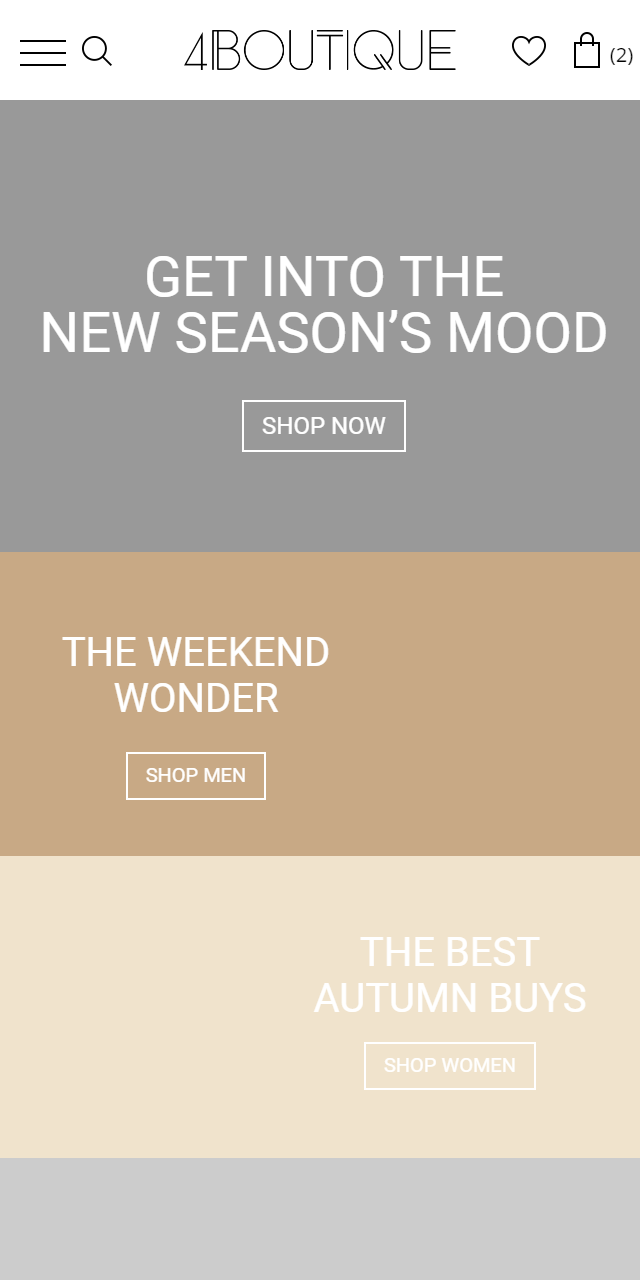 4BOUTIQUE
(2)
GET INTO THE
NEW SEASON’S MOOD
SHOP NOW
THE WEEKEND
WONDER
SHOP MEN
THE BEST
AUTUMN BUYS
SHOP WOMEN